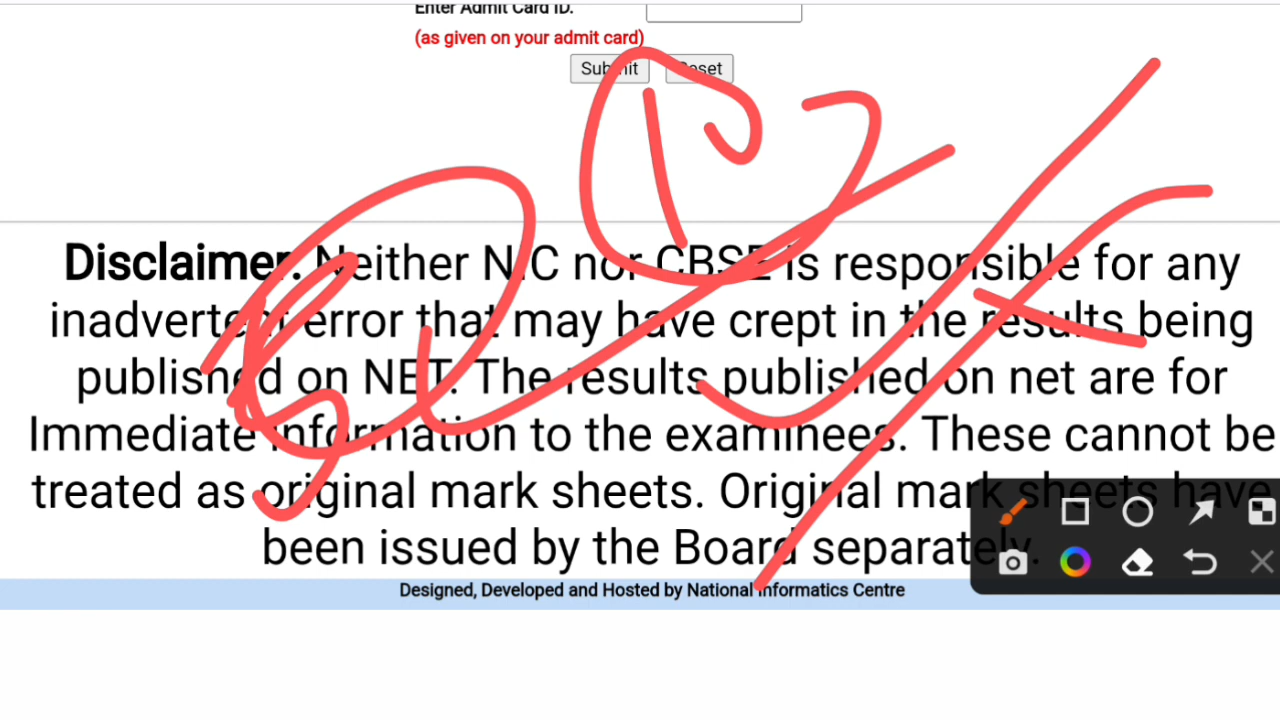 Enter Admit Card ID:
(as given on your admit card)
Submit Reset
Disclaimer: Neither NIC nor CBSE is responsible for any
inadvertent error that may have crept in the results being
published on NET. The results published on net are for
Immediate information to the examinees. These cannot be
treated as original mark sheets. Original mark sheets have
been issued by the Board separately.
Designed, Developed and Hosted by National Informatics Centre